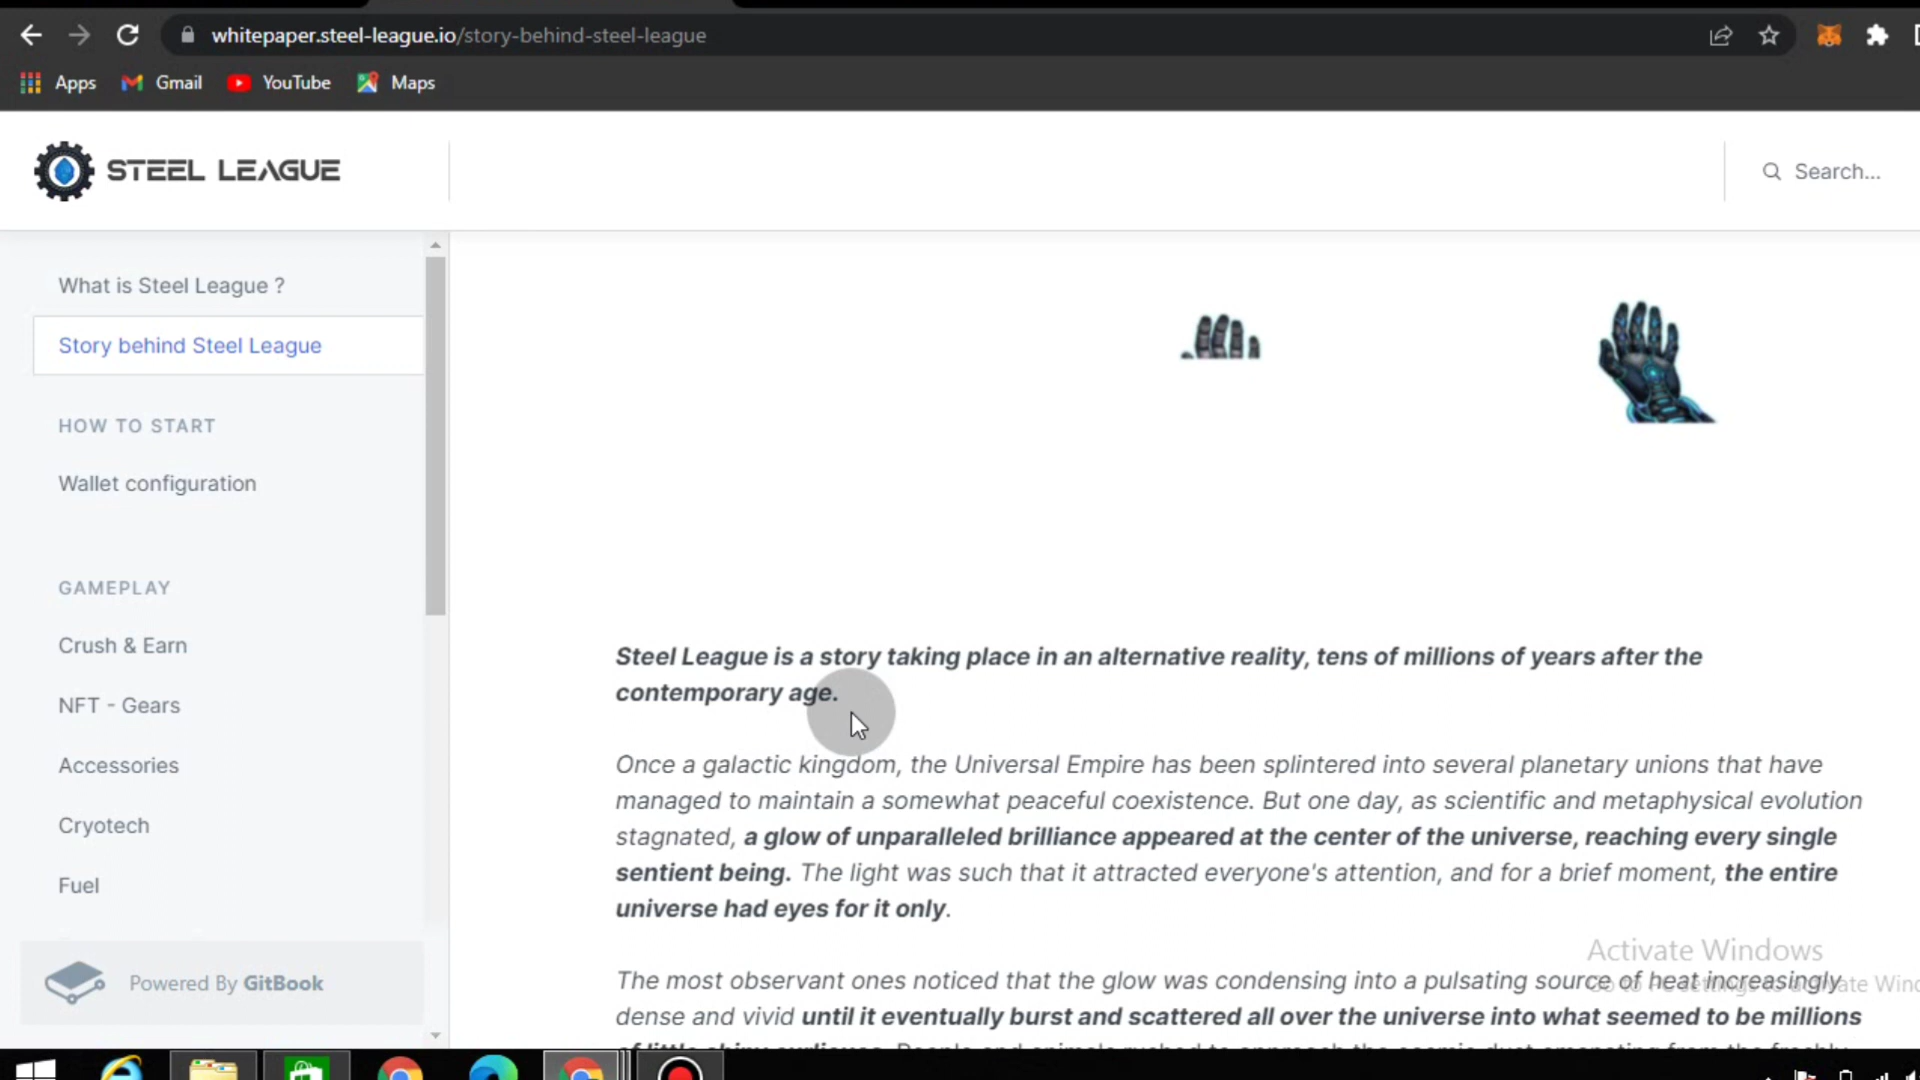 whitepaper.steel-league.io/story-behind-steel-league
Apps Gmail YouTube Maps
STEEL LEAGUE
Search...
What is Steel League ?
Story behind Steel League
HOW TO START
Wallet configuration
GAMEPLAY
Crush & Earn
NFT - Gears
Accessories
Cryotech
Fuel
Powered By GitBook
Steel League is a story taking place in an alternative reality, tens of millions of years after the
contemporary age.
Once a galactic kingdom, the Universal Empire has been splintered into several planetary unions that have
managed to maintain a somewhat peaceful coexistence. But one day, as scientific and metaphysical evolution
stagnated, a glow of unparalleled brilliance appeared at the center of the universe, reaching every single
sentient being. The light was such that it attracted everyone's attention, and for a brief moment, the entire
universe had eyes for it only.
The most observant ones noticed that the glow was condensing into a pulsating source of heat increasingly
dense and vivid until it eventually burst and scattered all over the universe into what seemed to be millions
Activate Windows
Go to PC settings to activate Wind